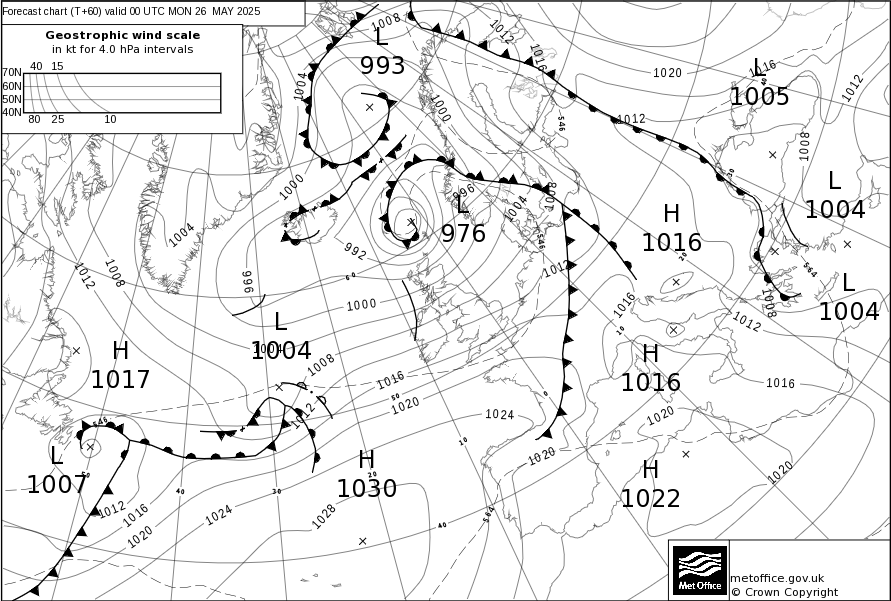 Forecast chart (T+60) valid 00 UTC MON 26 MAY 2025
Geostrophic wind scale
in kt for 4.0 hPa intervals
40 15
70N
60N
50N
40N
80 25 10
L
993
L
1005
L
1004
H
1016
L
976
L
1004
L
1004
H
1017
H
1016
L
1007
H
1030
H
1022
1008
1012
1016
1020
1016
1012
1004
1000
1012
546
1008
1000
996
1004
1008
1004
546
992
1012
564
1012
1008
996
1000
1016
1008
1012
1008
1004
1016
1016
1020
1012
1024
1020
1016
1020
1020
546
1012
1016
1020
1024
1028
564
60
50
50
40
40
30
30
20
20
10
10
0
D
D
Met Office
metoffice.gov.uk
© Crown Copyright